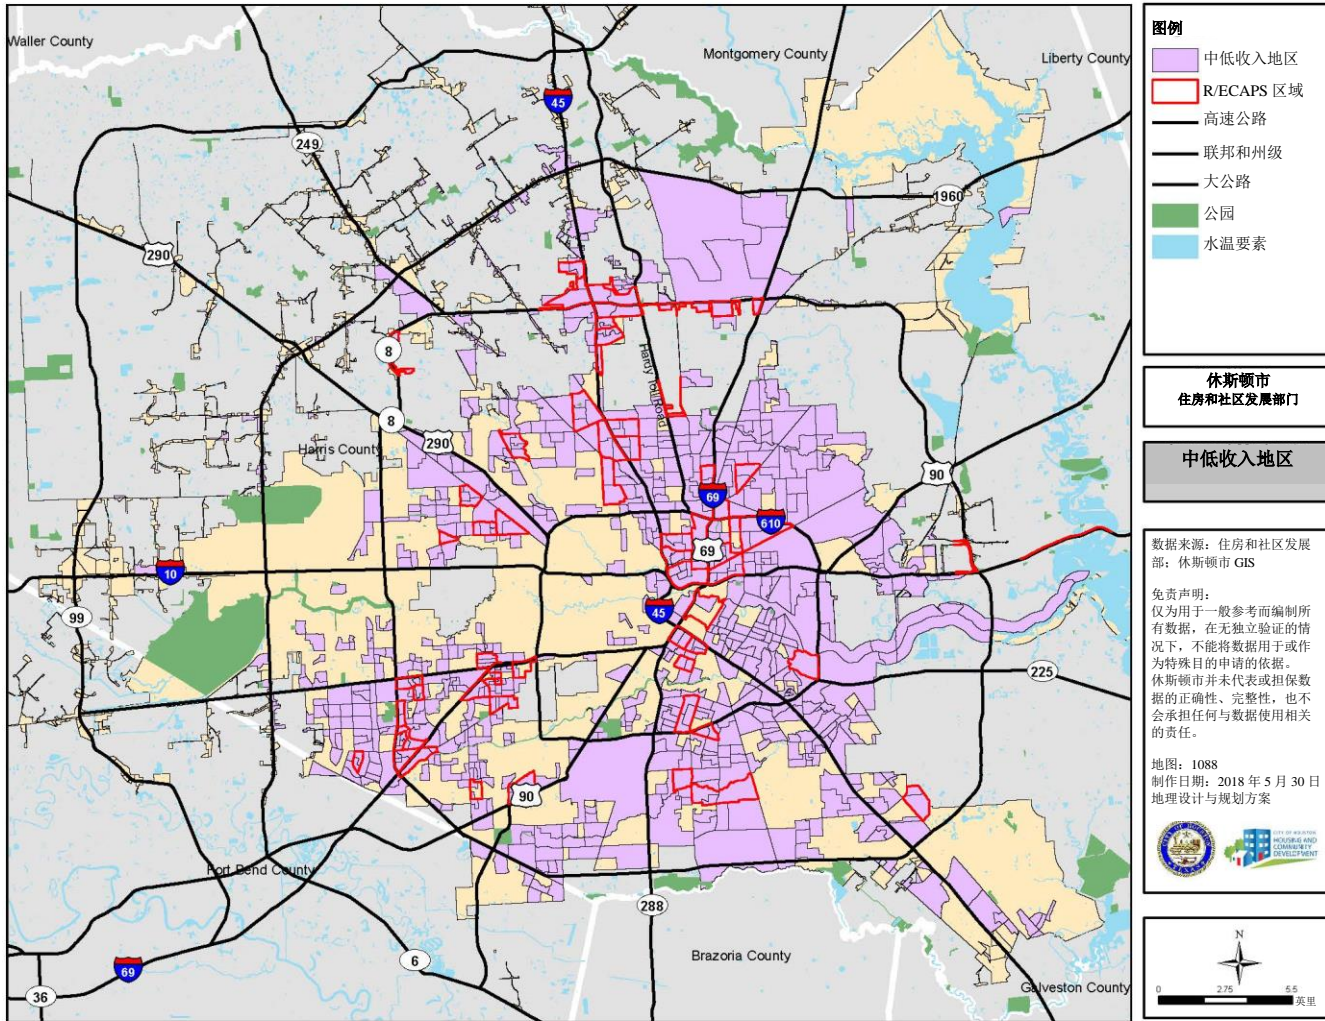 Waller County
Montgomery County
Liberty County
45
249
1960
290
8
Hardy Toll Road
8
290
Harris County
90
69
610
69
10
99
45
225
90
Fort Bend County
288
6
Brazoria County
69
36
Galveston County
图例
中低收入地区
R/ECAPS 区域
高速公路
联邦和州级
大公路
公园
水温要素
休斯顿市
住房和社区发展部门
中低收入地区
数据来源：住房和社区发展
部；休斯顿市 GIS
免责声明：
仅为用于一般参考而编制所
有数据，在无独立验证的情
况下，不能将数据用于或作
为特殊目的申请的依据。
休斯顿市并未代表或担保数
据的正确性、完整性，也不
会承担任何与数据使用相关
的责任。
地图：1088
制作日期：2018 年 5 月 30 日
地理设计与规划方案
CITY OF HOUSTON
HOUSING AND
COMMUNITY
DEVELOPMENT
N
0 2.75 5.5
英里